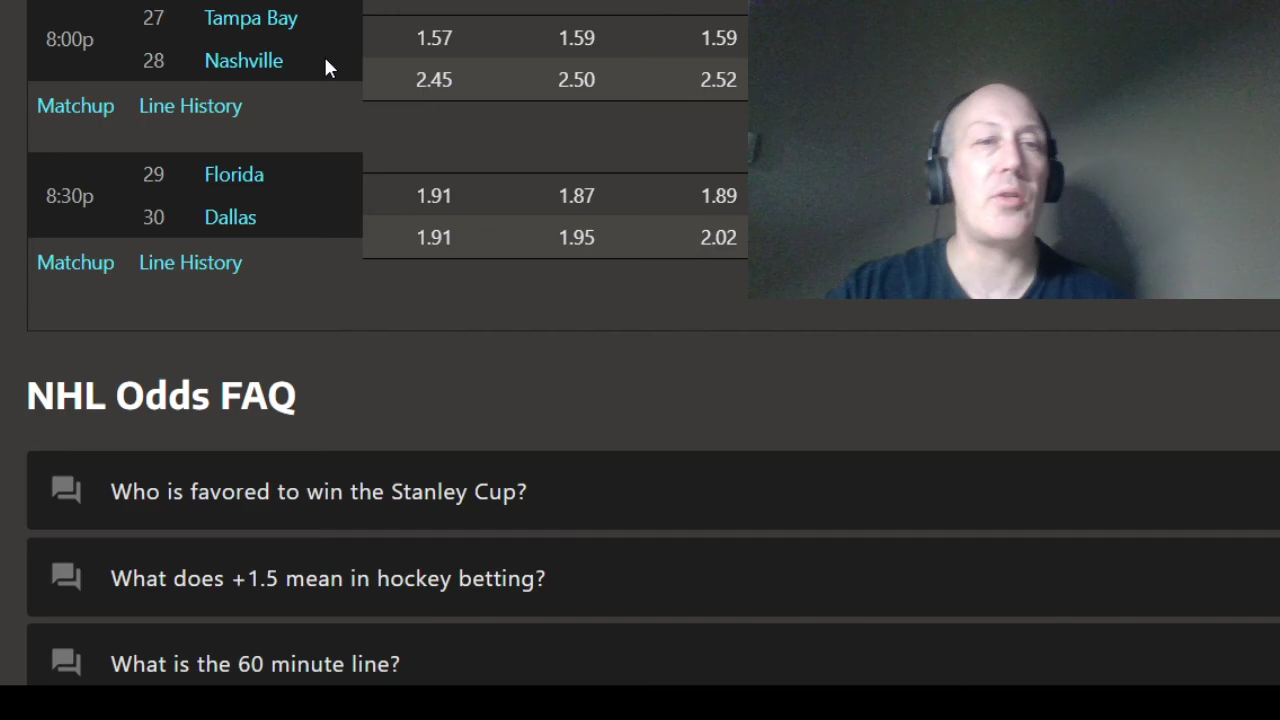 27 Tampa Bay 1.57 1.59 1.59
8:00p
28 Nashville 2.45 2.50 2.52
Matchup Line History
29 Florida 1.91 1.87 1.89
8:30p
30 Dallas 1.91 1.95 2.02
Matchup Line History
NHL Odds FAQ
Who is favored to win the Stanley Cup?
What does +1.5 mean in hockey betting?
What is the 60 minute line?